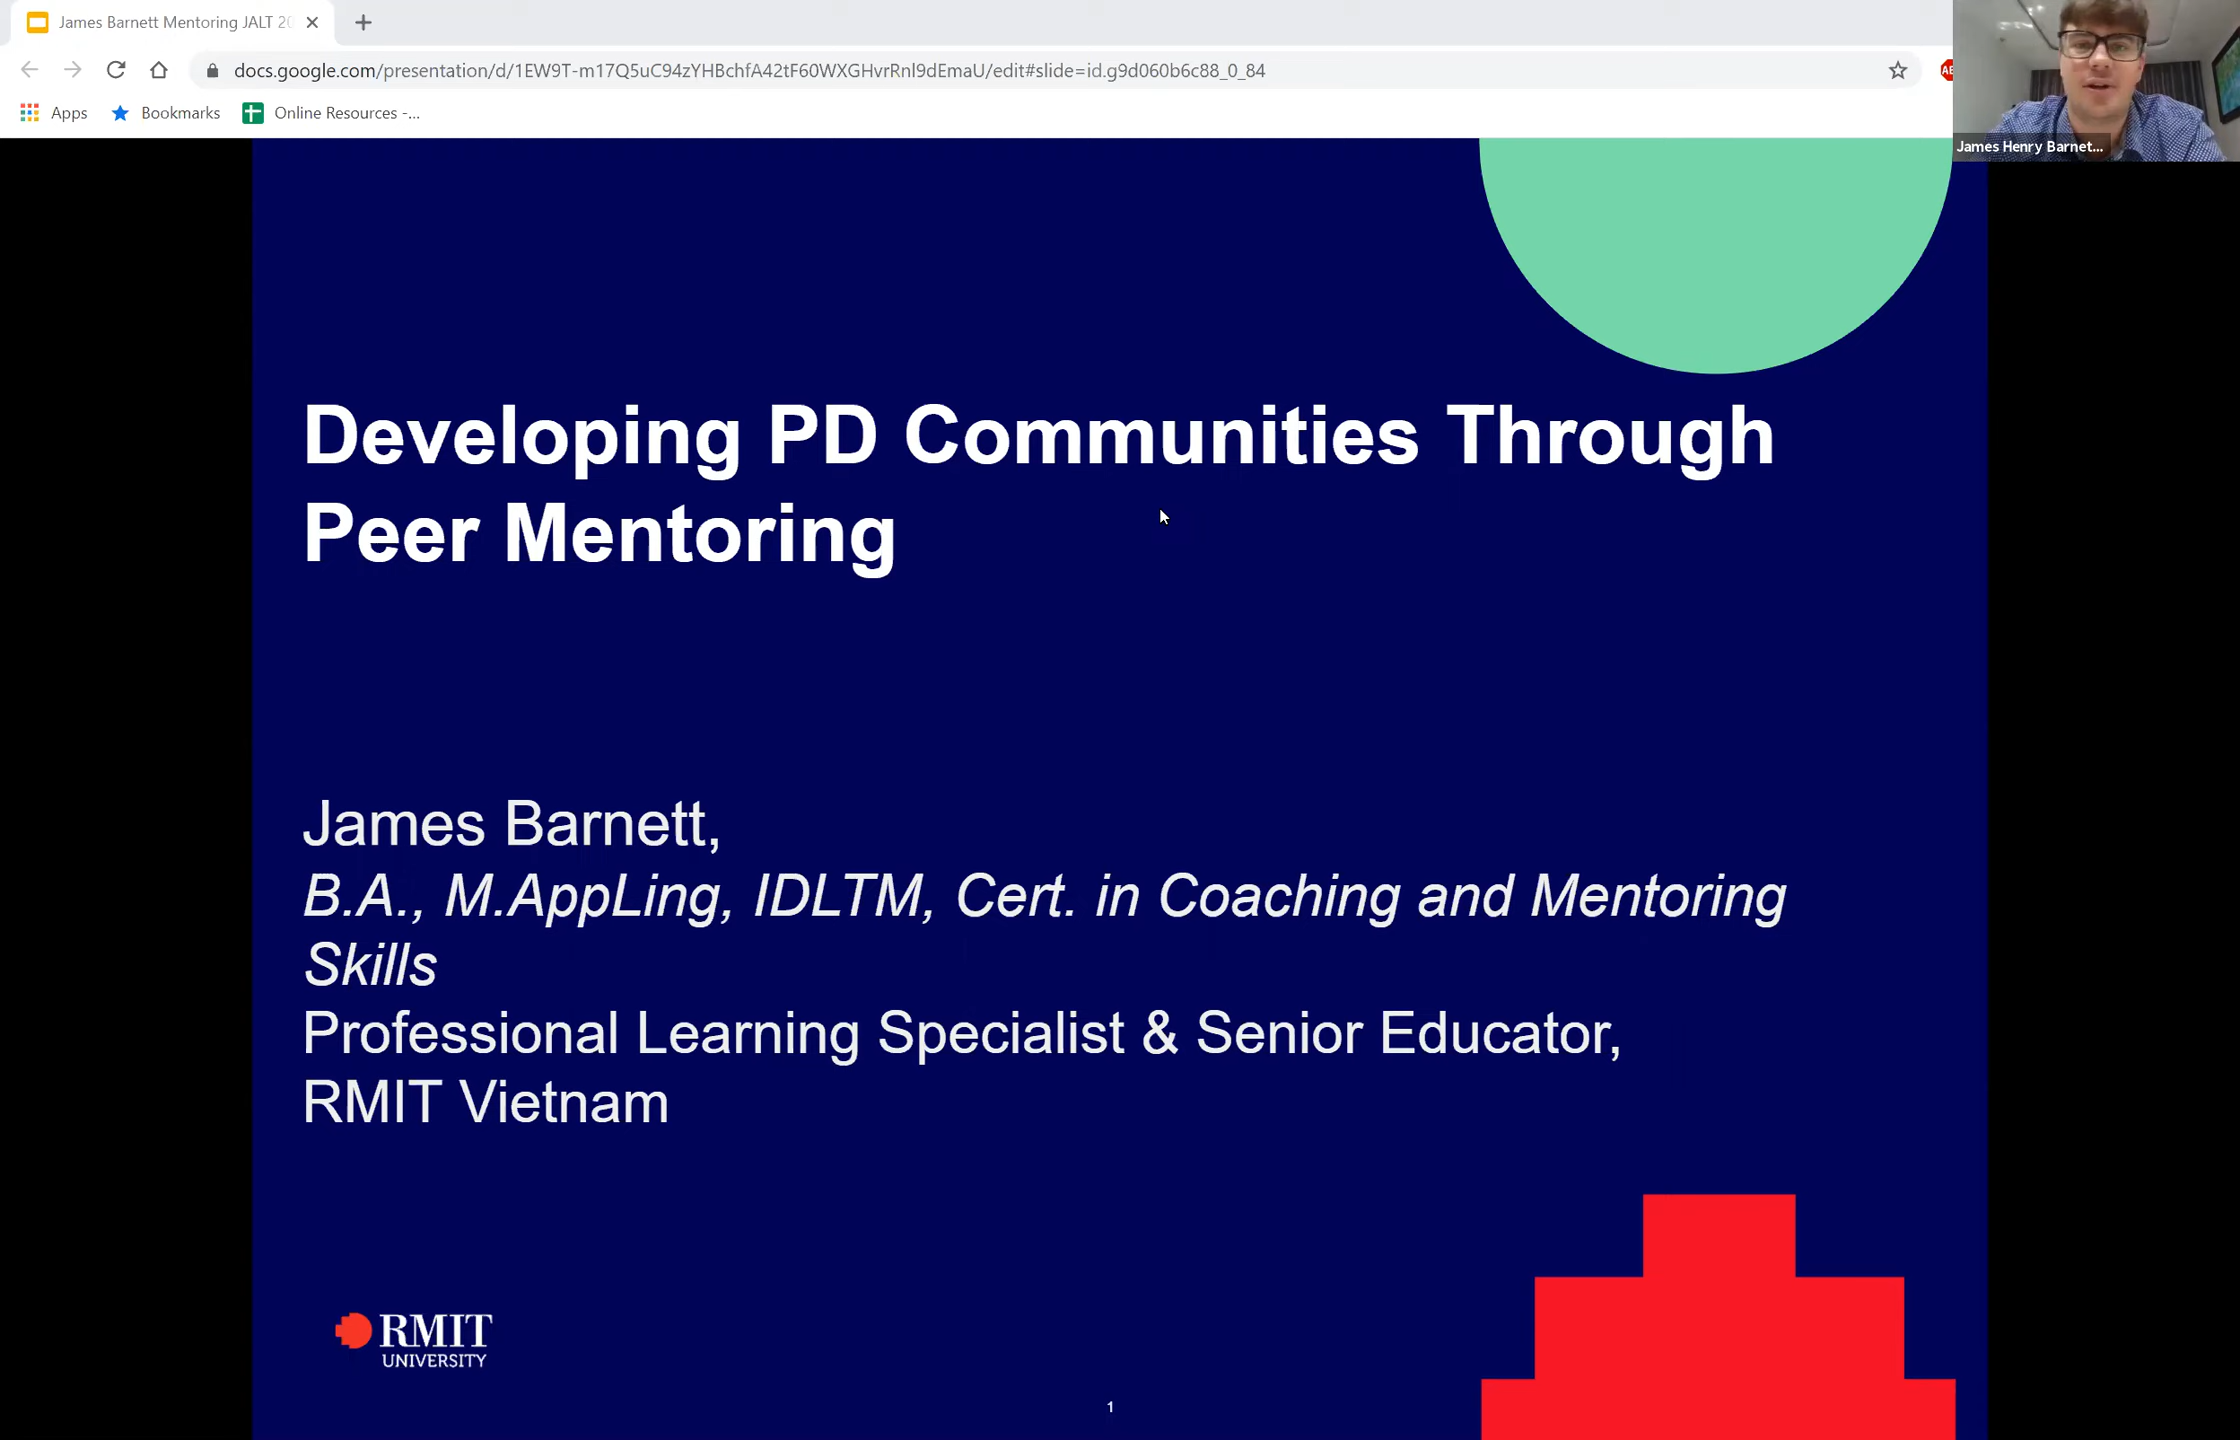 James Barnett Mentoring JALT 20
docs.google.com/presentation/d/1EW9T-m17Q5uC94zYHBchfA42tF60WXGHvrRnl9dEmaU/edit#slide=id.g9d060b6c88_0_84
Apps
Bookmarks
Online Resources -...
James Henry Barnet...
Developing PD Communities Through
Peer Mentoring
James Barnett,
B.A., M.AppLing, IDLTM, Cert. in Coaching and Mentoring
Skills
Professional Learning Specialist & Senior Educator,
RMIT Vietnam
RMIT
UNIVERSITY
1